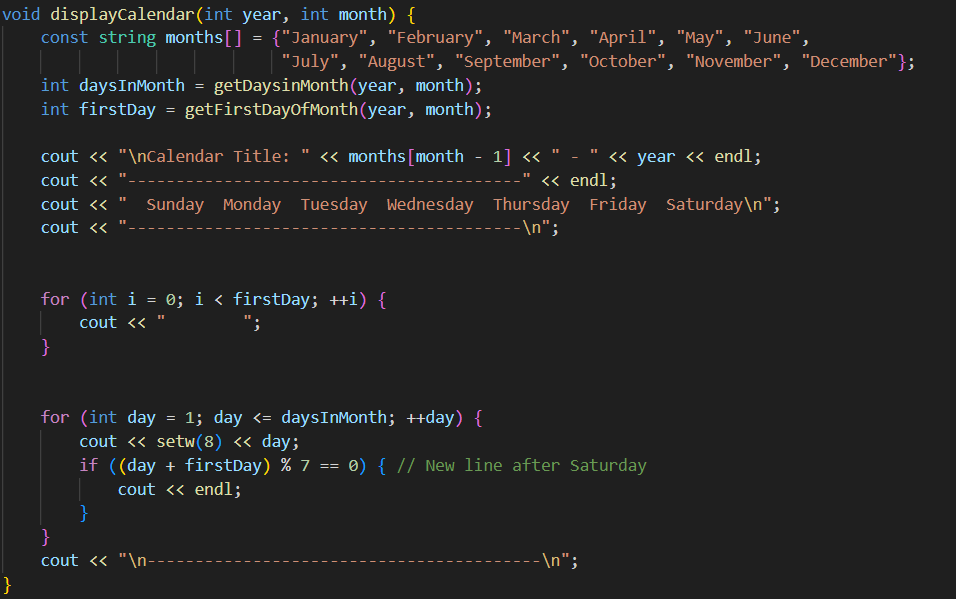 void displayCalendar(int year, int month) {
    const string months[] = {"January", "February", "March", "April", "May", "June",
                             "July", "August", "September", "October", "November", "December"};
    int daysInMonth = getDaysinMonth(year, month);
    int firstDay = getFirstDayOfMonth(year, month);

    cout << "\nCalendar Title: " << months[month - 1] << " - " << year << endl;
    cout << "-----------------------------------------" << endl;
    cout << "  Sunday  Monday  Tuesday  Wednesday  Thursday  Friday  Saturday\n";
    cout << "-----------------------------------------\n";


    for (int i = 0; i < firstDay; ++i) {
        cout << "        ";
    }


    for (int day = 1; day <= daysInMonth; ++day) {
        cout << setw(8) << day;
        if ((day + firstDay) % 7 == 0) { // New line after Saturday
            cout << endl;
        }
    }
    cout << "\n-----------------------------------------\n";
}